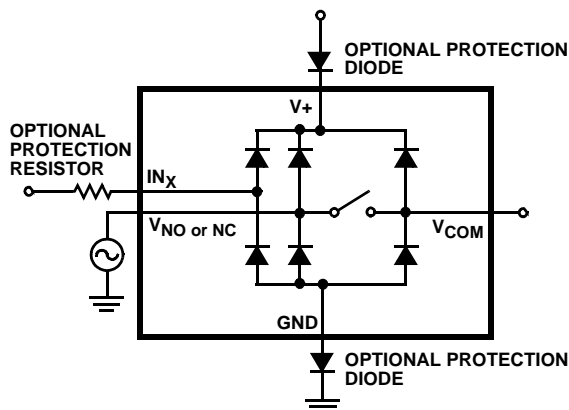 OPTIONAL PROTECTION
DIODE
V+
OPTIONAL
PROTECTION
RESISTOR
INX
VNO or NC
VCOM
GND
OPTIONAL PROTECTION
DIODE